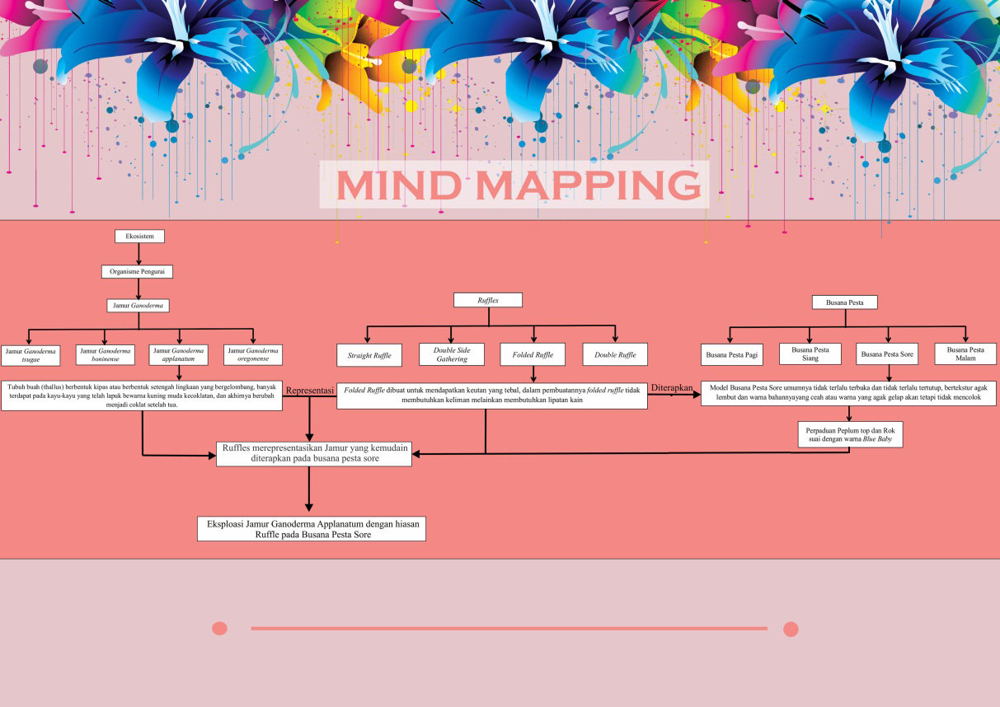 MIND MAPPING
Ekosistem
Organisme Pengurai
Jamur Ganoderma
Jamur Ganoderma
tsugae
Jamur Ganoderma
boninense
Jamur Ganoderma
applanatum
Jamur Ganoderma
oregonense
Tubuh buah (thallus) berbentuk kipas atau berbentuk setengah lingkaan yang bergelombang, banyak
terdapat pada kayu-kayu yang telah lapuk bewarna kuning muda kecoklatan, dan akhirnya berubah
menjadi coklat setelah tua.
Representasi
Ruffles
Straight Ruffle
Double Side
Gathering
Folded Ruffle
Double Ruffle
Folded Ruffle dibuat untuk mendapatkan keutan yang tebal, dalam pembuatannya folded ruffle tidak
membutuhkan keliman melainkan membutuhkan lipatan kain
Diterapkan
Busana Pesta
Busana Pesta Pagi
Busana Pesta
Siang
Busana Pesta Sore
Busana Pesta
Malam
Model Busana Pesta Sore umumnya tidak terlalu terbuka dan tidak terlalu tertutup, bertekstur agak
lembut dan warna bahannyayang ceah atau warna yang agak gelap akan tetapi tidak mencolok
Perpaduan Peplum top dan Rok
suai dengan warna Blue Baby
Ruffles merepresentasikan Jamur yang kemudain
diterapkan pada busana pesta sore
Eksploasi Jamur Ganoderma Applanatum dengan hiasan
Ruffle pada Busana Pesta Sore